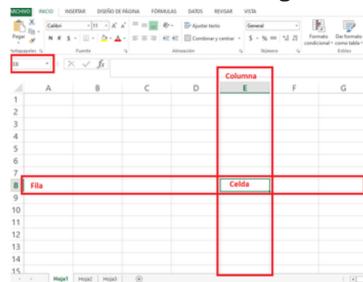 ARCHIVO INICIO INSERTAR DISEÑO DE PÁGINA FÓRMULAS DATOS REVISAR VISTA
Calibri 11 A A Ajustar texto General
Pegar N K S A Combinar y centrar $ % 000 Formato condicional Dar formato como tabla
Portapapeles Fuente Alineación Número Estilos
E8 fx
Columna
A B C D E F G
1
2
3
4
5
6
7
8 Fila Celda
9
10
11
12
13
14
15
Hoja1 Hoja2 Hoja3